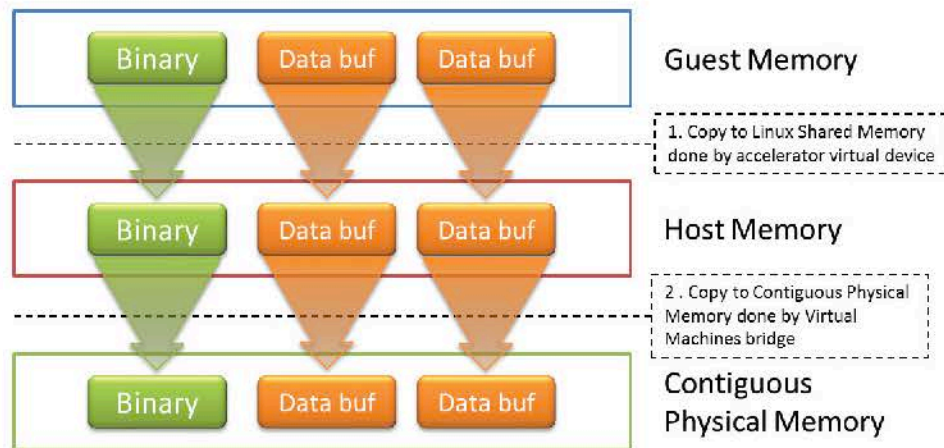 Binary
Data buf
Data buf
Guest Memory
1. Copy to Linux Shared Memory
done by accelerator virtual device
Binary
Data buf
Data buf
Host Memory
2 . Copy to Contiguous Physical
Memory done by Virtual
Machines bridge
Binary
Data buf
Data buf
Contiguous
Physical Memory